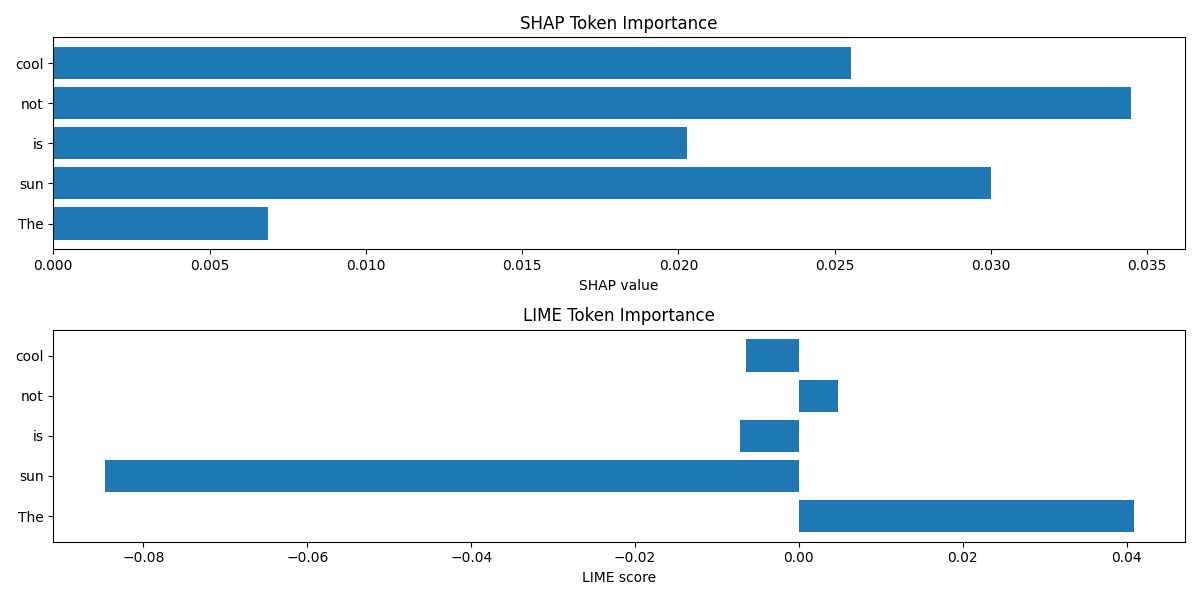 SHAP Token Importance
cool
not
is
sun
The
0.000 0.005 0.010 0.015 0.020 0.025 0.030 0.035
SHAP value
LIME Token Importance
cool
not
is
sun
The
−0.08 −0.06 −0.04 −0.02 0.00 0.02 0.04
LIME score